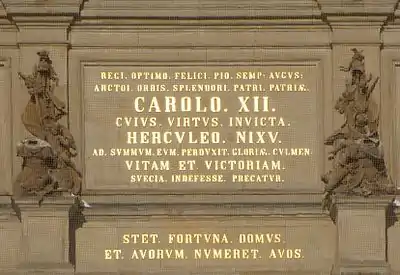 REGI. OPTIMO. FELICI. PIO. SEMP: AUGUS:
ARCTOI. ORBIS. SPLENDORI. PATRI. PATRIÆ.
CAROLO. XII.
CVIVS. VIRTVS. INVICTA.
HERCVLEO. NIXV.
AD. SVMMVM. EVM. PERDVXIT. GLORIÆ. CVLMEN.
VITAM ET VICTORIAM.
SVECIA. INDEFESSE. PRECATVR.
STET. FORTVNA. DOMVS.
ET. AVORVM. NVMERET. AVOS.